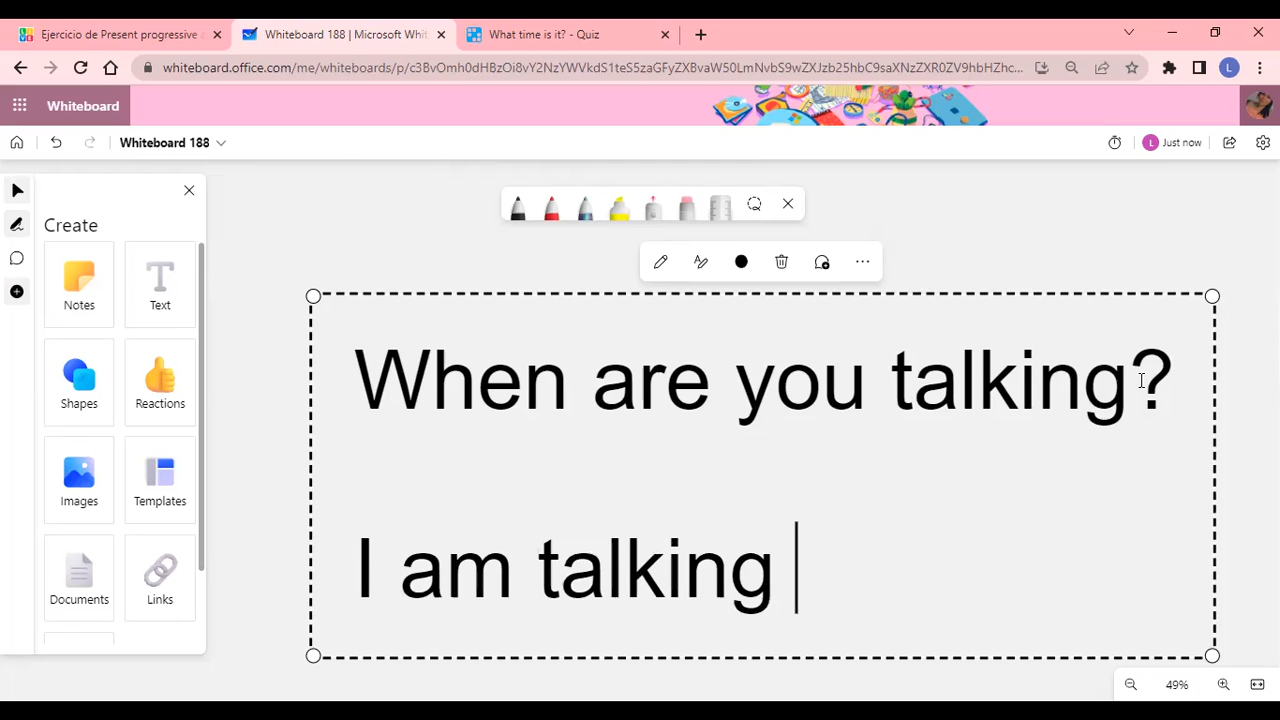 Ejercicio de Present progressive
Whiteboard 188 | Microsoft Whit
What time is it? - Quiz
whiteboard.office.com/me/whiteboards/p/c3BvOmh0dHBzOi8vY2NzYWVkdS1teS5zaGFyZXBvaW50LmNvbS9wZXJzb25hbC9saXNzZXR0ZV9hbHZhc...
L
Whiteboard
Whiteboard 188
L Just now
Create
Notes
Text
Shapes
Reactions
Images
Templates
Documents
Links
When are you talking?
I am talking
49%